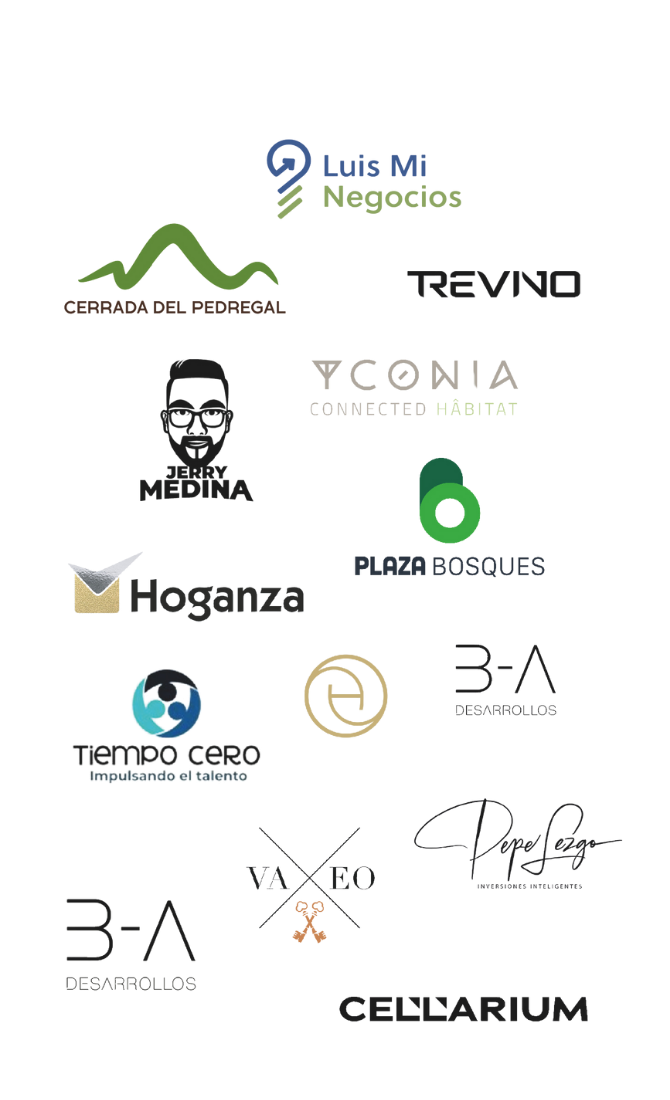 Luis Mi
Negocios
CERRADA DEL PEDREGAL
TREVINO
JERRY
MEDINA
YCONIA
CONNECTED HÂBITAT
PLAZA BOSQUES
Hoganza
B-A
DESARROLLOS
TIEMPO CERO
Impulsando el talento
Pepe Lezgo
INVERSIONES INTELIGENTES
VA EO
B-A
DESARROLLOS
CELLARIUM